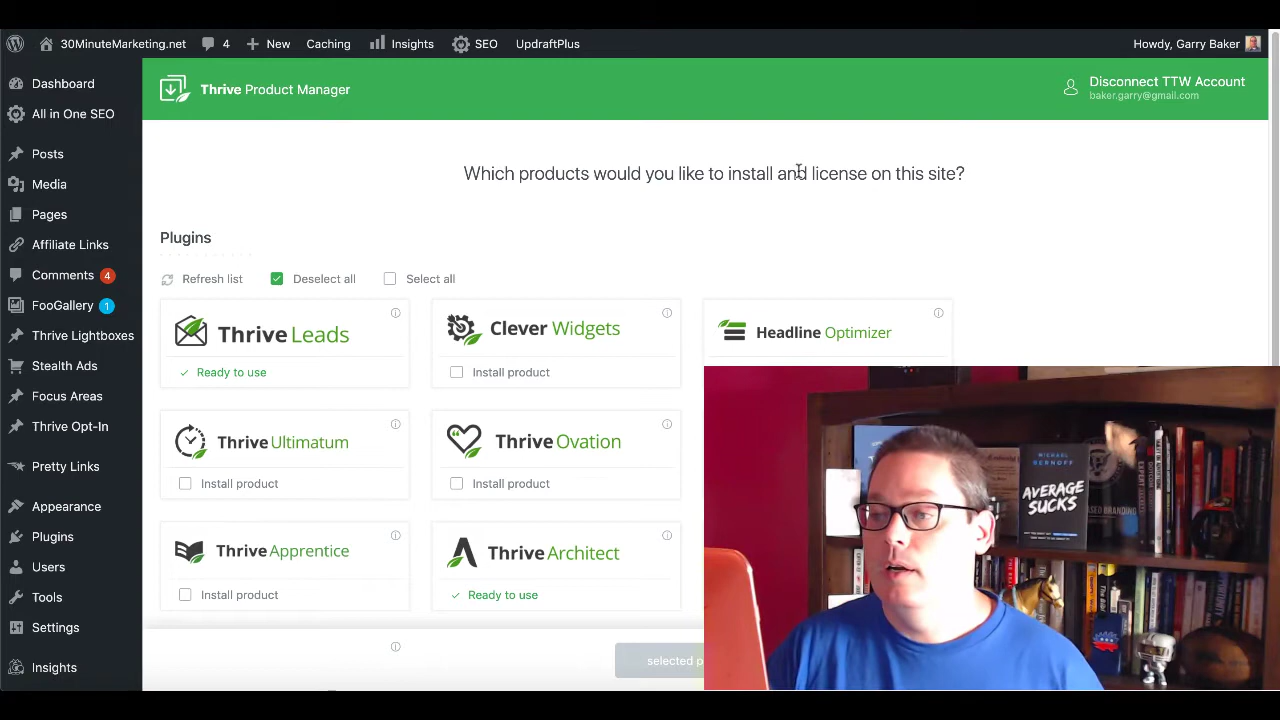 30MinuteMarketing.net 4 New Caching Insights SEO UpdraftPlus Howdy, Garry Baker
Dashboard
All in One SEO
Posts
Media
Pages
Affiliate Links
Comments 4
FooGallery 1
Thrive Lightboxes
Stealth Ads
Focus Areas
Thrive Opt-In
Pretty Links
Appearance
Plugins
Users
Tools
Settings
Insights
Thrive Product Manager
Disconnect TTW Account
baker.garry@gmail.com
Which products would you like to install and license on this site?
Plugins
Refresh list Deselect all Select all
Thrive Leads
Ready to use
Clever Widgets
Install product
Headline Optimizer
Thrive Ultimatum
Install product
Thrive Ovation
Install product
Thrive Apprentice
Install product
Thrive Architect
Ready to use
selected
MICHAEL
BERNOFF
AVERAGE
SUCKS